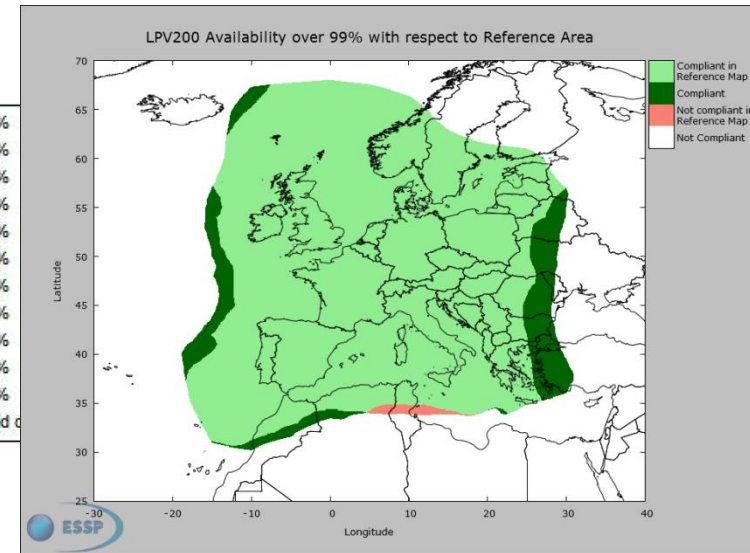 %
%
%
%
%
%
%
%
%
%
%
LPV200 Availability over 99% with respect to Reference Area
Compliant in
Reference Map
Compliant
Not compliant in
Reference Map
Not Compliant
Latitude
70
65
60
55
50
45
40
35
30
25
-30
-20
-10
0
10
20
30
40
Longitude
ESSP